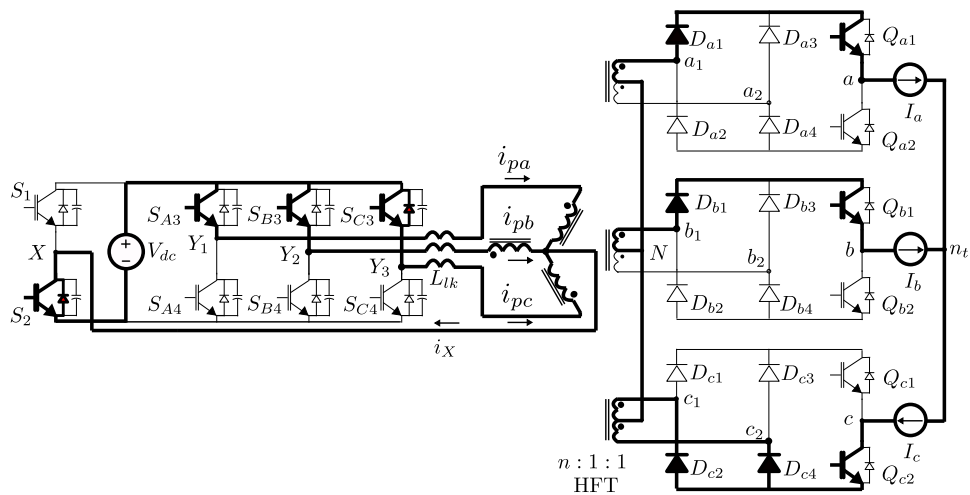 S1
X
S2
Vdc
SA3
SB3
SC3
Y1
Y2
Y3
SA4
SB4
SC4
Llk
ipa
ipb
ipc
iX
Da1
Da3
Qa1
a1
a
a2
Ia
Da2
Da4
Qa2
Db1
Db3
Qb1
b1
N
b
nt
b2
Ib
Db2
Db4
Qb2
Dc1
Dc3
Qc1
c1
c
c2
Ic
Dc2
Dc4
Qc2
n : 1 : 1
HFT